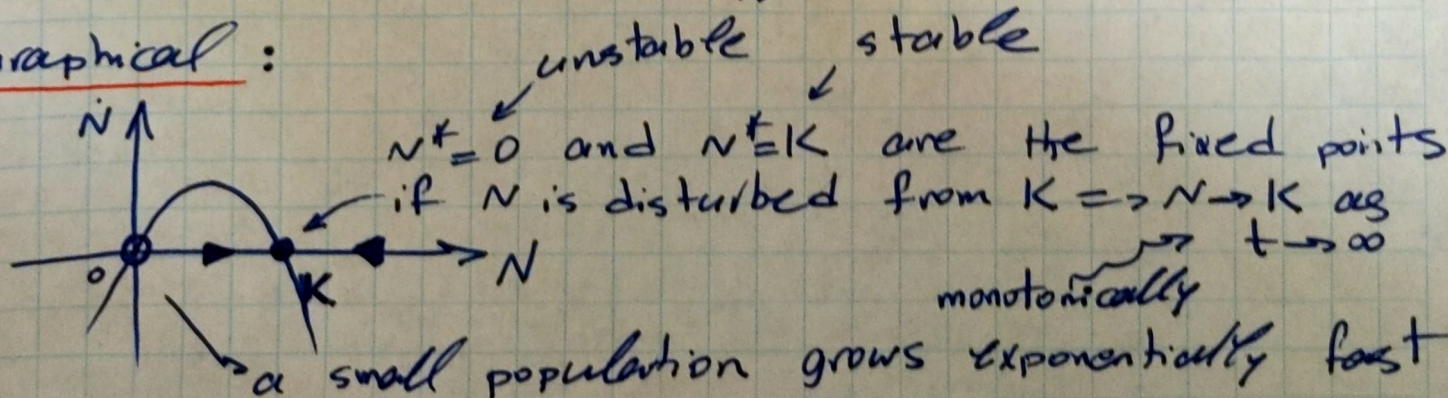 raphical :
unstable stable
Ṅ
N*=0 and N*=K are the fixed points
if N is disturbed from K => N→K as
t→∞
0 K N
monotonically
a small population grows exponentially fast